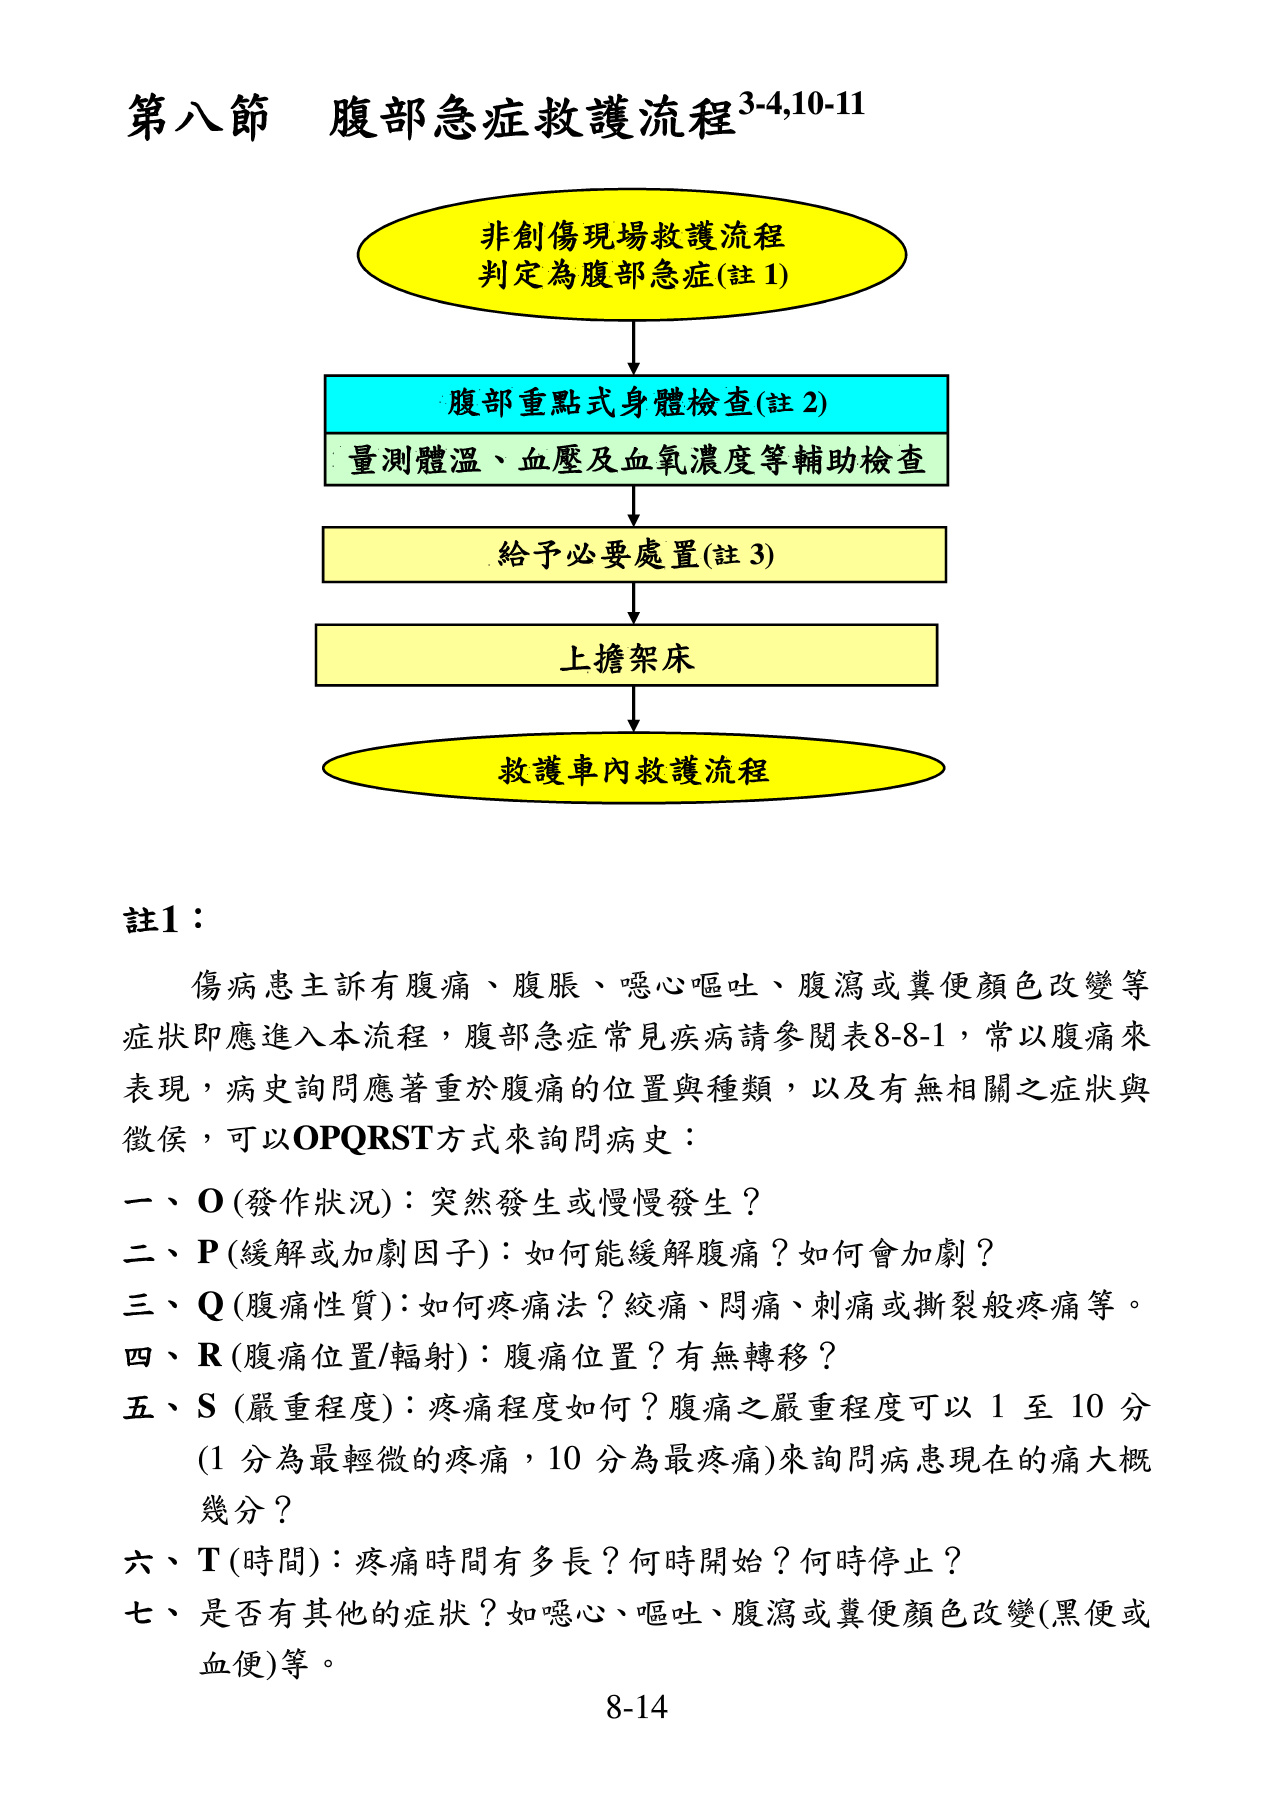 第八節　腹部急症救護流程3-4,10-11
非創傷現場救護流程
判定為腹部急症(註 1)
腹部重點式身體檢查(註 2)
量測體溫、血壓及血氧濃度等輔助檢查
給予必要處置(註 3)
上擔架床
救護車內救護流程
註1：
傷病患主訴有腹痛、腹脹、噁心嘔吐、腹瀉或糞便顏色改變等
症狀即應進入本流程，腹部急症常見疾病請參閱表8-8-1，常以腹痛來
表現，病史詢問應著重於腹痛的位置與種類，以及有無相關之症狀與
徵侯，可以OPQRST方式來詢問病史：
一、 O (發作狀況)：突然發生或慢慢發生？
二、 P (緩解或加劇因子)：如何能緩解腹痛？如何會加劇？
三、 Q (腹痛性質)：如何疼痛法？絞痛、悶痛、刺痛或撕裂般疼痛等。
四、 R (腹痛位置/輻射)：腹痛位置？有無轉移？
五、 S (嚴重程度)：疼痛程度如何？腹痛之嚴重程度可以 1 至 10 分
(1 分為最輕微的疼痛，10 分為最疼痛)來詢問病患現在的痛大概
幾分？
六、 T (時間)：疼痛時間有多長？何時開始？何時停止？
七、 是否有其他的症狀？如噁心、嘔吐、腹瀉或糞便顏色改變(黑便或
血便)等。
8-14